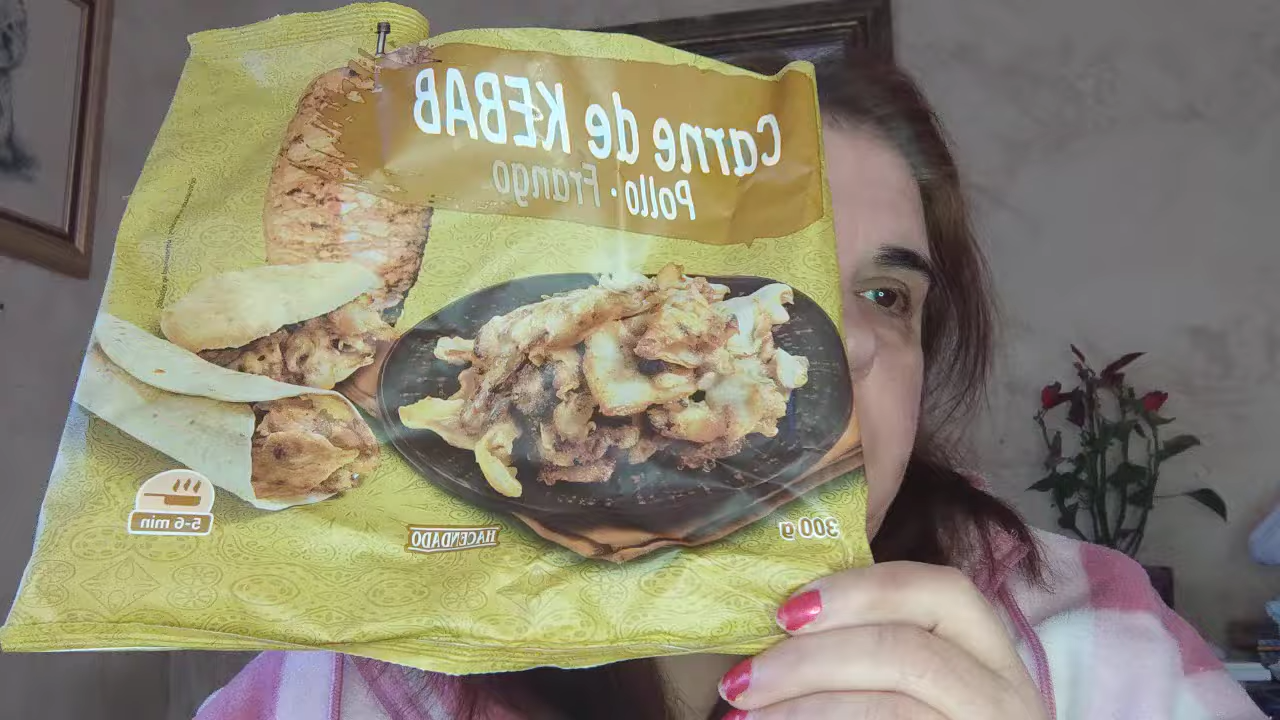 Carne de KEBAB
Pollo · Frango
300 g
HACENDADO
5-6 min